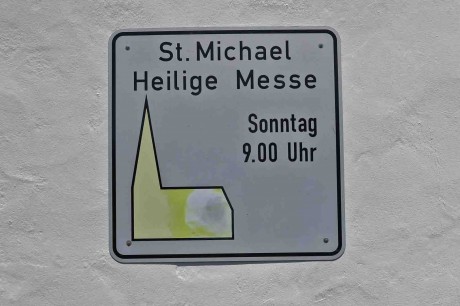 St. Michael
Heilige Messe
Sonntag
9.00 Uhr